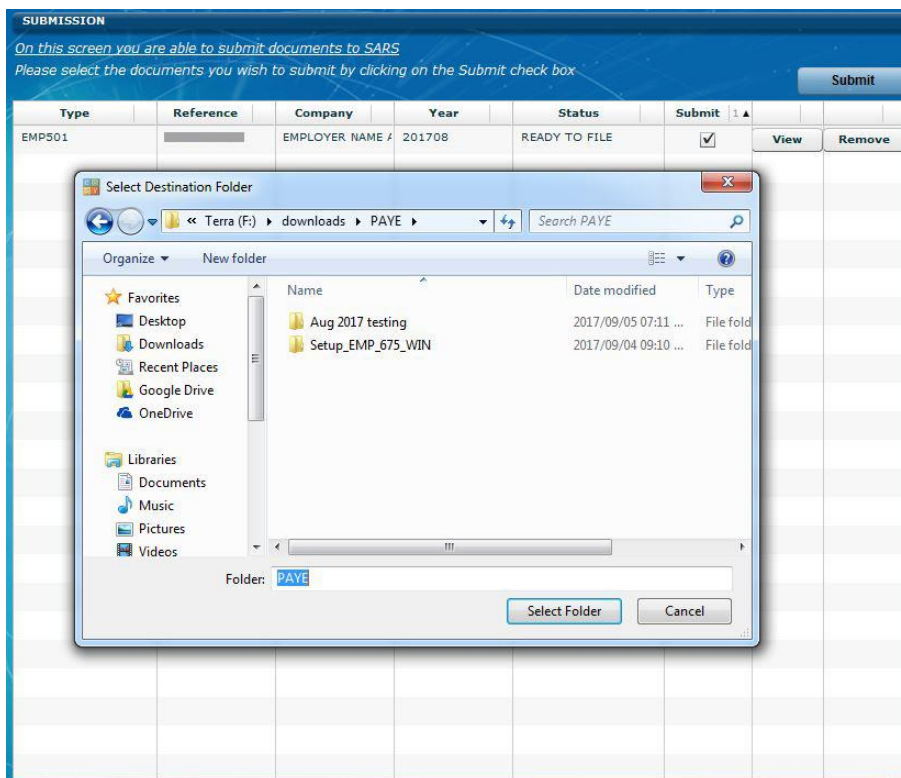 SUBMISSION
On this screen you are able to submit documents to SARS
Please select the documents you wish to submit by clicking on the Submit check box
Submit
Type Reference Company Year Status Submit 1
EMP501 EMPLOYER NAME 201708 READY TO FILE View Remove
Select Destination Folder
« Terra (F:) downloads PAYE Search PAYE
Organize New folder
Name Date modified Type
Favorites
Desktop
Downloads
Recent Places
Google Drive
OneDrive
Libraries
Documents
Music
Pictures
Videos
Aug 2017 testing 2017/09/05 07:11 ... File fold
Setup_EMP_675_WIN 2017/09/04 09:10 ... File fold
Folder: PAYE
Select Folder Cancel